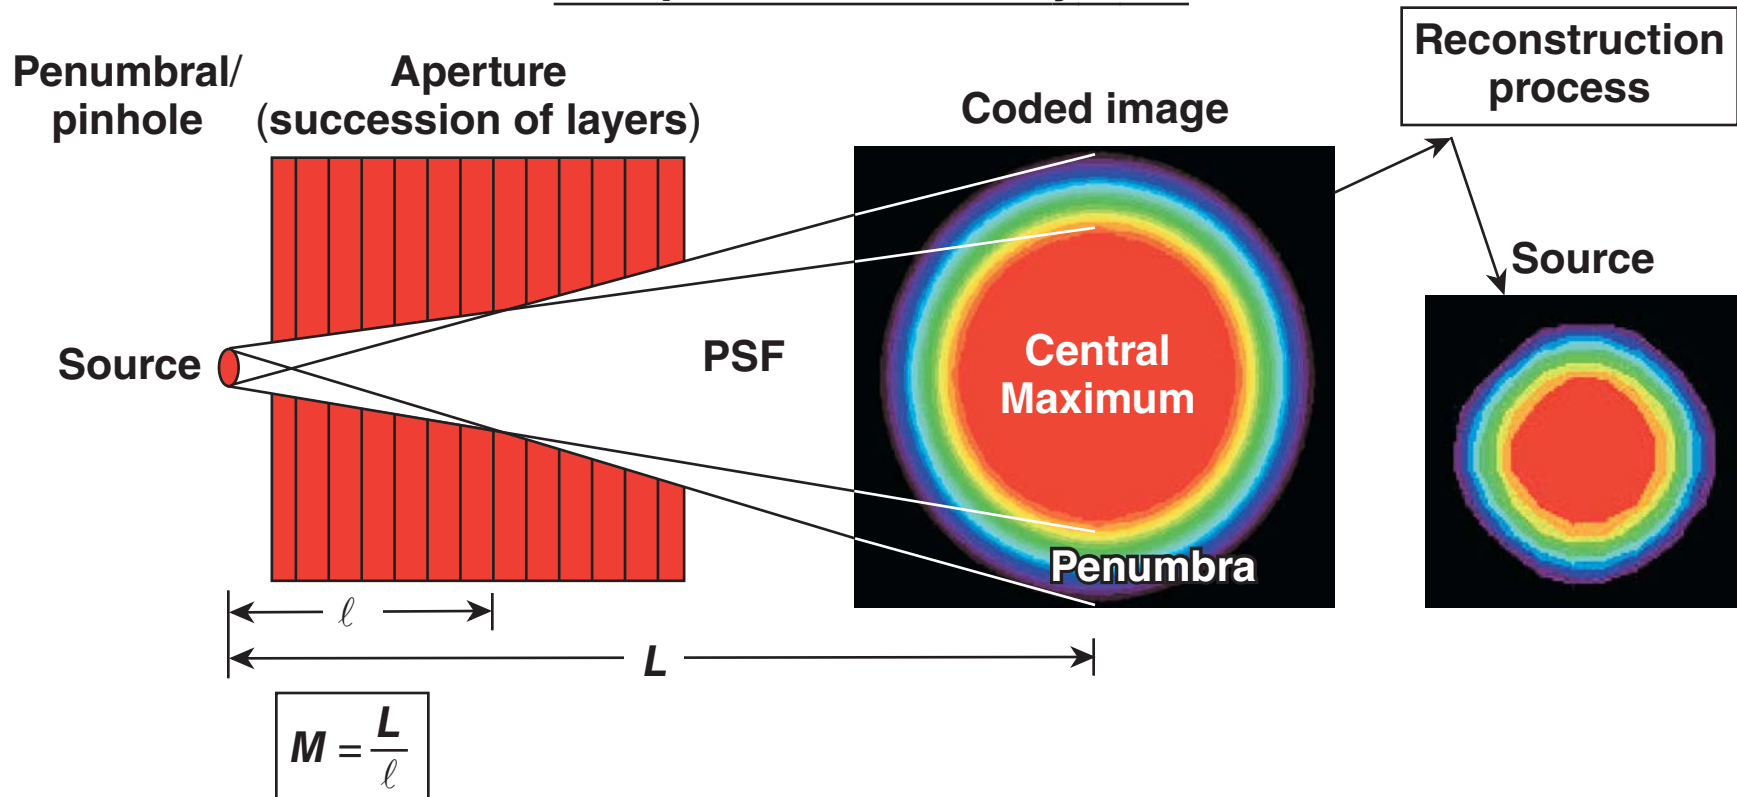 Penumbral/
pinhole
Aperture
(succession of layers)
Coded image
Reconstruction
process
Source
Source
PSF
Central
Maximum
Penumbra
ℓ
L
M = L/ℓ